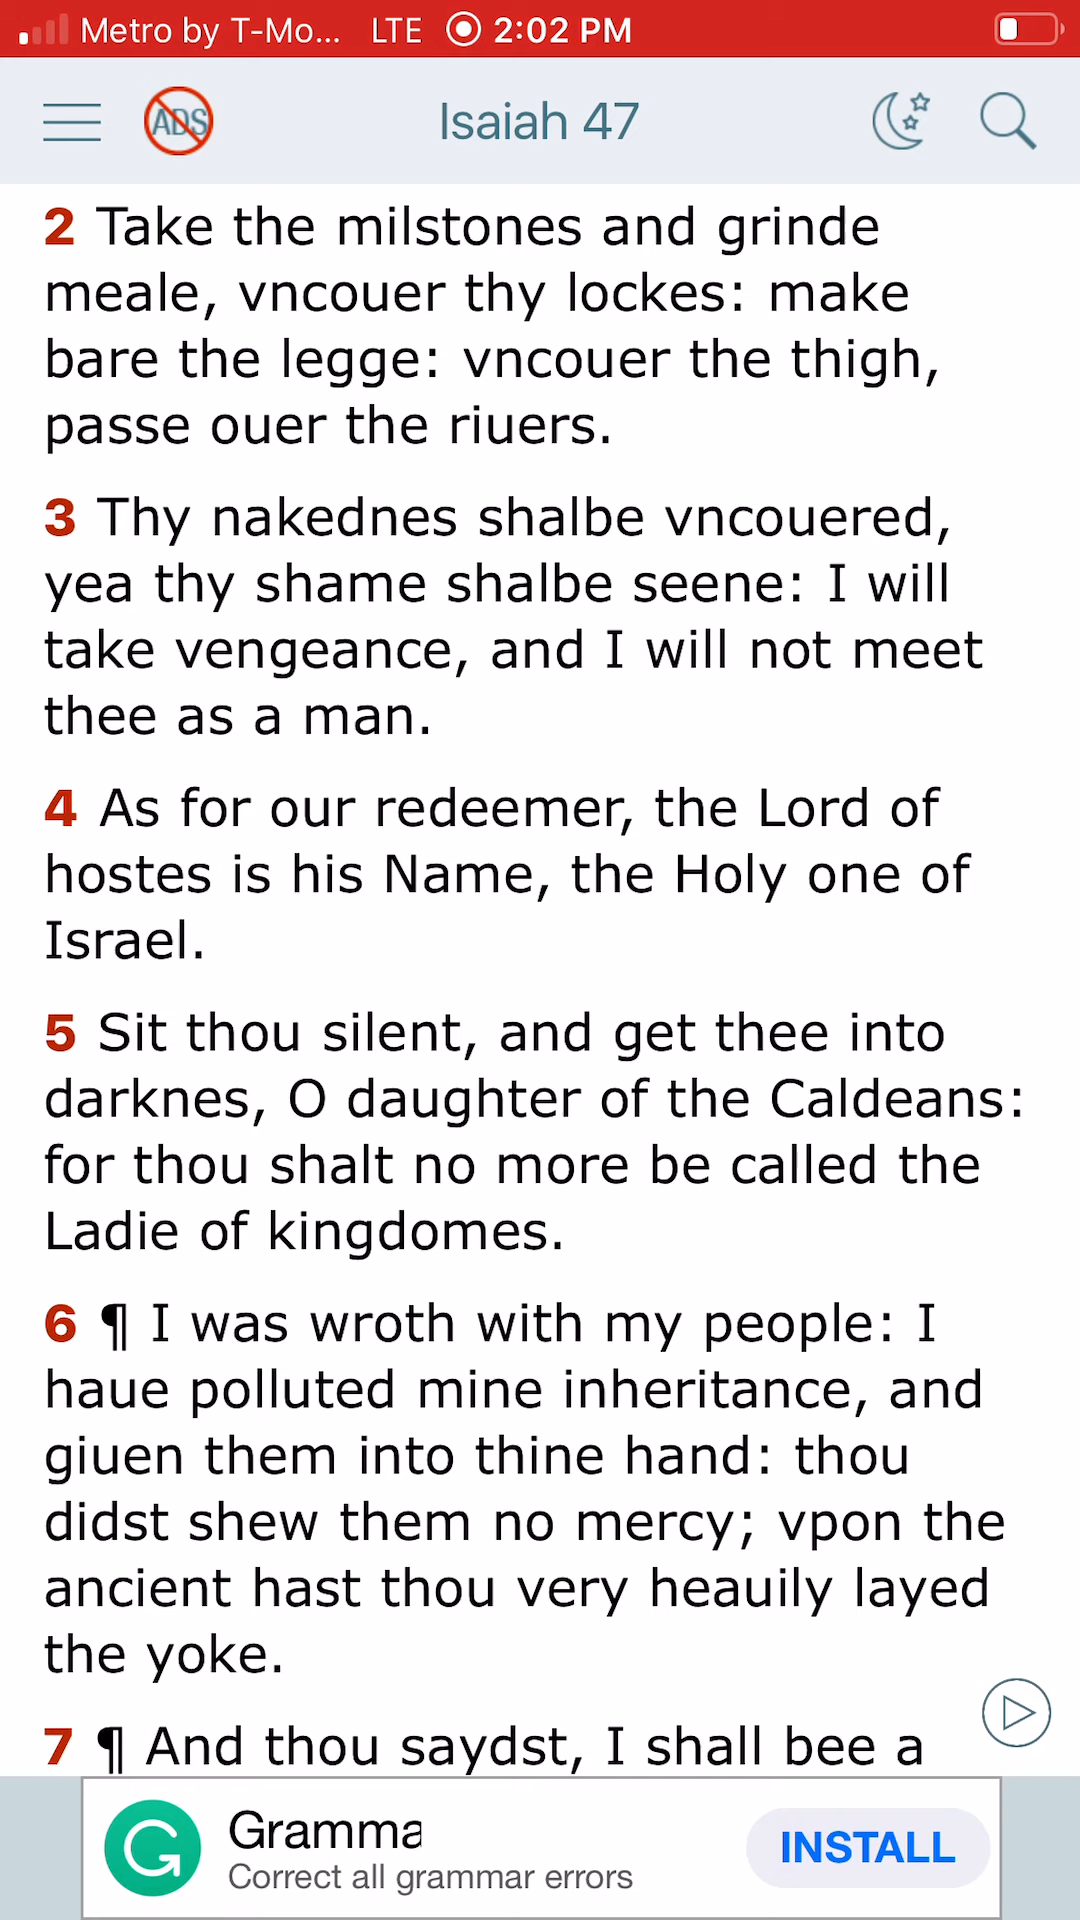 Metro by T-Mo... LTE 2:02 PM
ADS Isaiah 47
2 Take the milstones and grinde
meale, vncouer thy lockes: make
bare the legge: vncouer the thigh,
passe ouer the riuers.
3 Thy nakednes shalbe vncouered,
yea thy shame shalbe seene: I will
take vengeance, and I will not meet
thee as a man.
4 As for our redeemer, the Lord of
hostes is his Name, the Holy one of
Israel.
5 Sit thou silent, and get thee into
darknes, O daughter of the Caldeans:
for thou shalt no more be called the
Ladie of kingdomes.
6 ¶ I was wroth with my people: I
haue polluted mine inheritance, and
giuen them into thine hand: thou
didst shew them no mercy; vpon the
ancient hast thou very heauily layed
the yoke.
7 ¶ And thou saydst, I shall bee a
Gramma
Correct all grammar errors
INSTALL